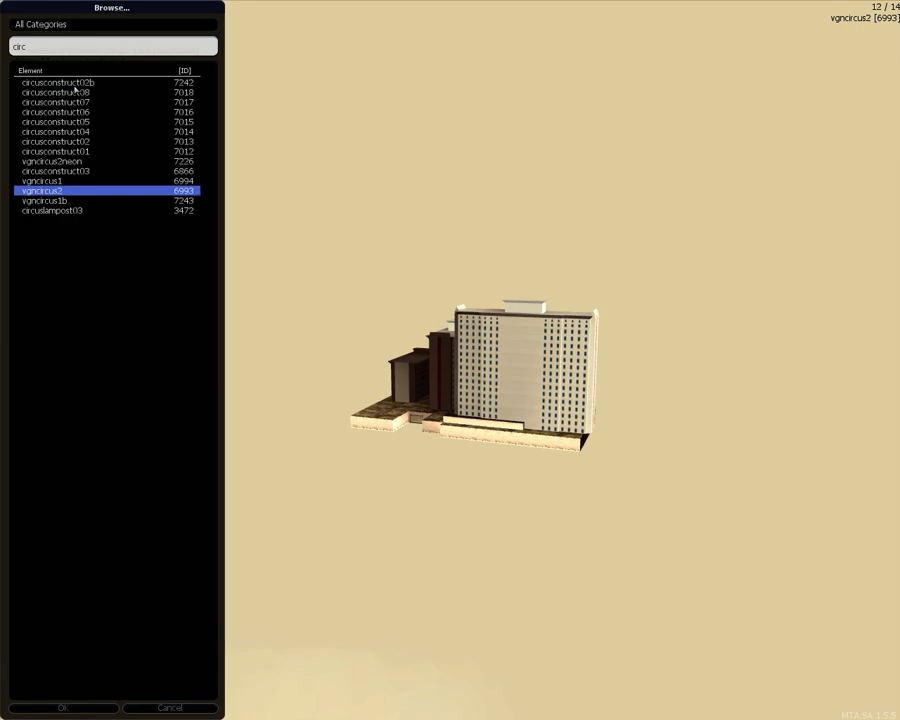 Browse...
All Categories
circ
Element [ID]
circusconstruct02b 7242
circusconstruct08 7018
circusconstruct07 7017
circusconstruct06 7016
circusconstruct05 7015
circusconstruct04 7014
circusconstruct02 7013
circusconstruct01 7012
vgncircus2neon 7226
circusconstruct03 6866
vgncircus1 6994
vgncircus2 6993
vgncircus1b 7243
circuslampost03 3472
Ok Cancel
12 / 14
vgncircus2 [6993]
MTA:SA 1.5.5